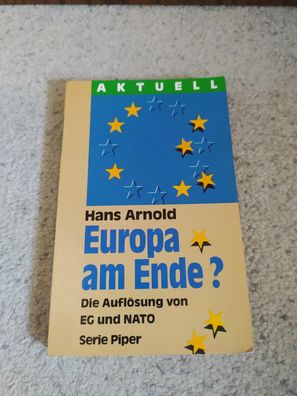 AKTUELL
Hans Arnold
Europa
am Ende?
Die Auflösung von
EG und NATO
Serie Piper